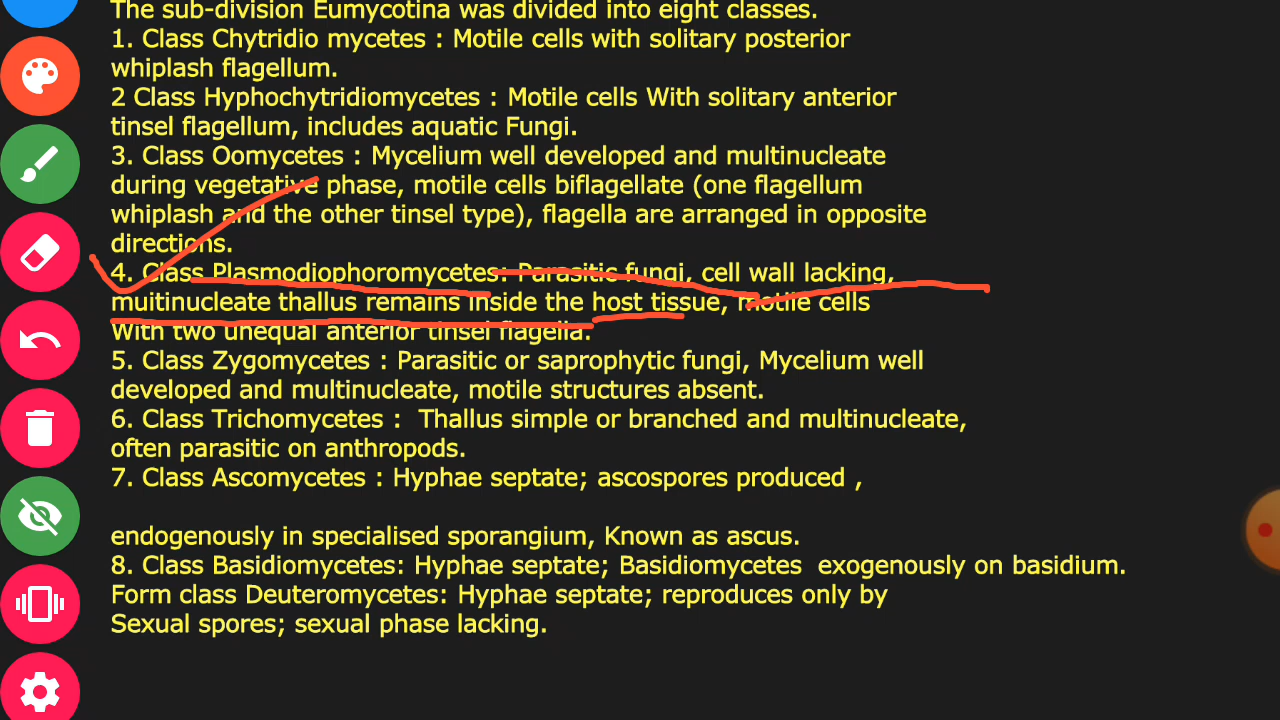 The sub-division Eumycotina was divided into eight classes.
1. Class Chytridio mycetes : Motile cells with solitary posterior
whiplash flagellum.
2 Class Hyphochytridiomycetes : Motile cells With solitary anterior
tinsel flagellum, includes aquatic Fungi.
3. Class Oomycetes : Mycelium well developed and multinucleate
during vegetative phase, motile cells biflagellate (one flagellum
whiplash and the other tinsel type), flagella are arranged in opposite
directions.
4. Class Plasmodiophoromycetes: Parasitic fungi, cell wall lacking,
muitinucleate thallus remains inside the host tissue, motile cells
With two unequal anterior tinsel flagella.
5. Class Zygomycetes : Parasitic or saprophytic fungi, Mycelium well
developed and multinucleate, motile structures absent.
6. Class Trichomycetes :  Thallus simple or branched and multinucleate,
often parasitic on anthropods.
7. Class Ascomycetes : Hyphae septate; ascospores produced ,
endogenously in specialised sporangium, Known as ascus.
8. Class Basidiomycetes: Hyphae septate; Basidiomycetes  exogenously on basidium.
Form class Deuteromycetes: Hyphae septate; reproduces only by
Sexual spores; sexual phase lacking.